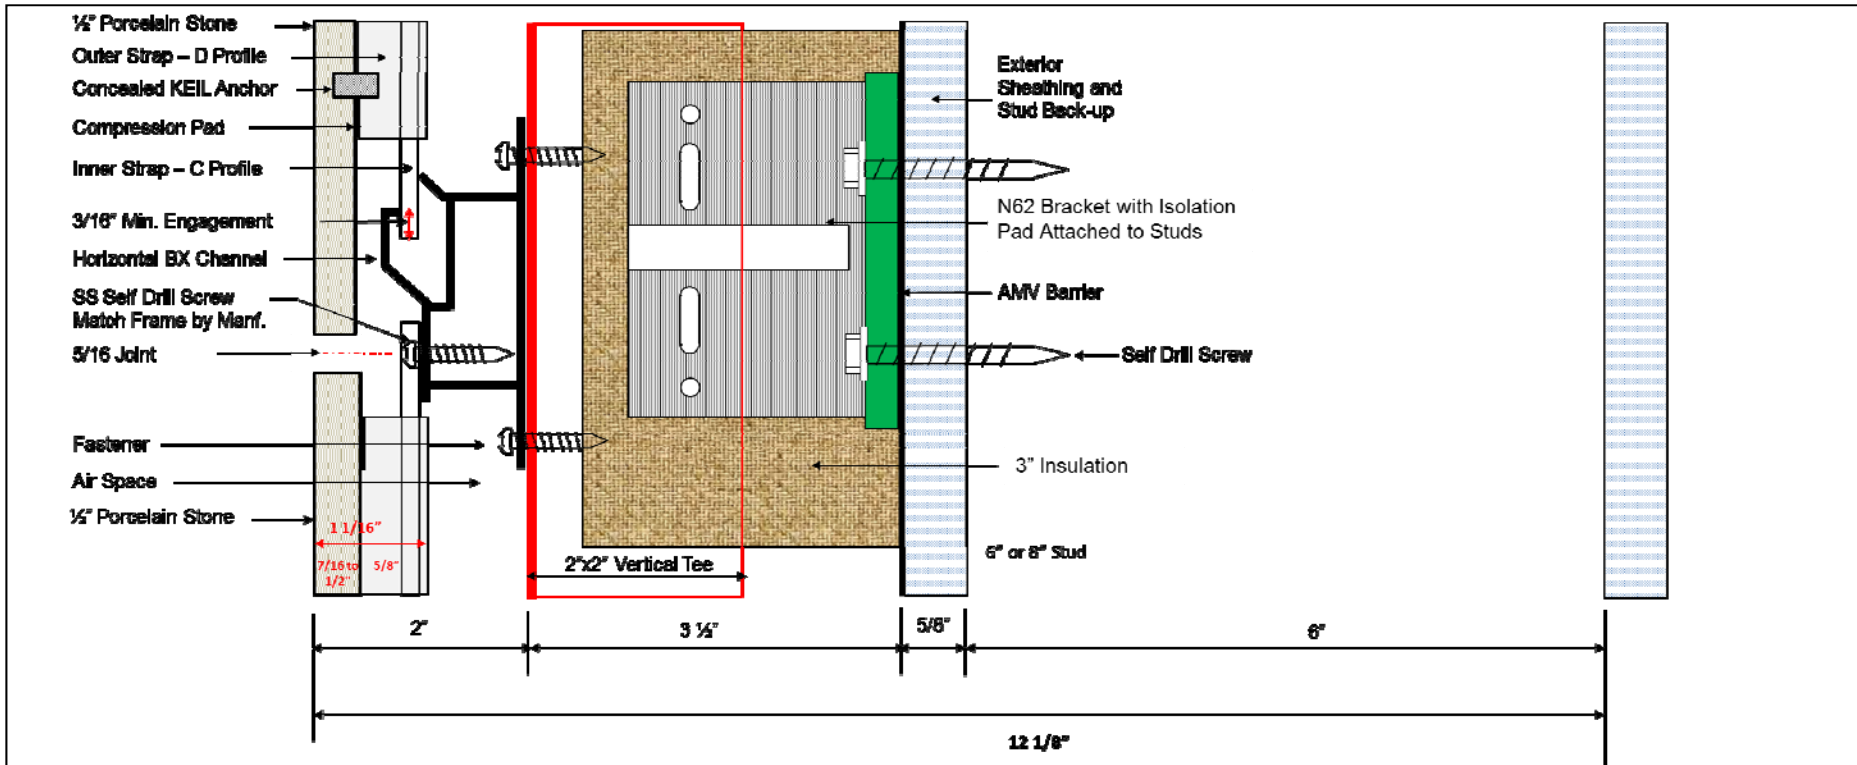 ½" Porcelain Stone
Outer Strap – D Profile
Concealed KEIL Anchor
Compression Pad
Inner Strap – C Profile
3/16" Min. Engagement
Horizontal BX Channel
SS Self Drill Screw
Match Frame by Manf.
5/16 Joint
Fastener
Air Space
½" Porcelain Stone
1 1/16"
7/16 to
1/2"
5/8"
Exterior
Sheathing and
Stud Back-up
N62 Bracket with Isolation
Pad Attached to Studs
AMV Barrier
Self Drill Screw
3" Insulation
6" or 8" Stud
2"x2" Vertical Tee
2"
3 ½"
5/8"
6"
12 1/8"